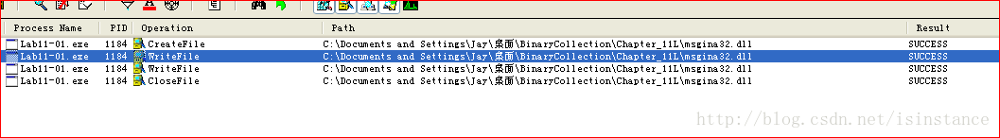 Process Name PID Operation Path Result
Lab11-01.exe 1184 CreateFile C:\Documents and Settings\Jay\桌面\BinaryCollection\Chapter_11L\msgina32.dll SUCCESS
Lab11-01.exe 1184 WriteFile C:\Documents and Settings\Jay\桌面\BinaryCollection\Chapter_11L\msgina32.dll SUCCESS
Lab11-01.exe 1184 WriteFile C:\Documents and Settings\Jay\桌面\BinaryCollection\Chapter_11L\msgina32.dll SUCCESS
Lab11-01.exe 1184 CloseFile C:\Documents and Settings\Jay\桌面\BinaryCollection\Chapter_11L\msgina32.dll SUCCESS
http://blog.csdn.net/isinstance